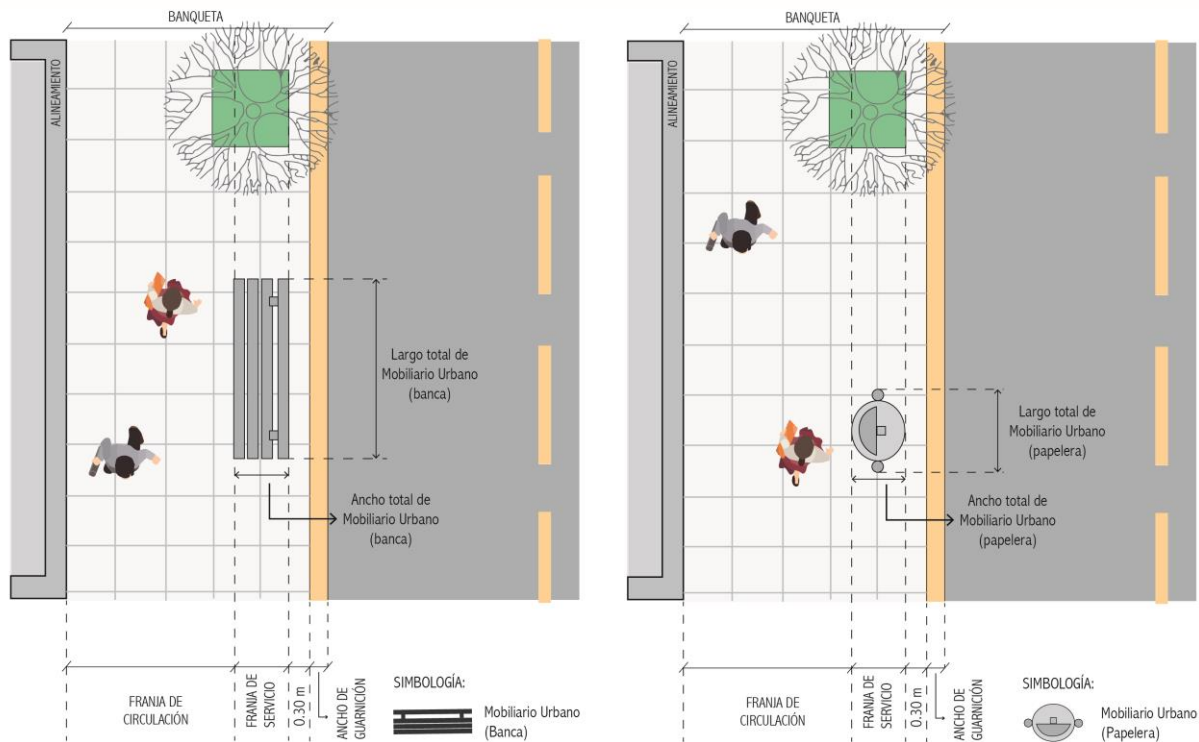 BANQUETA
ALINEAMIENTO
Largo total de
Mobiliario Urbano
(banca)
Ancho total de
Mobiliario Urbano
(banca)
FRANJA DE
CIRCULACIÓN
FRANJA DE
SERVICIO
0.30 m
ANCHO DE
GUARNICIÓN
SIMBOLOGÍA:
Mobiliario Urbano
(Banca)
BANQUETA
ALINEAMIENTO
Largo total de
Mobiliario Urbano
(papelera)
Ancho total de
Mobiliario Urbano
(papelera)
FRANJA DE
CIRCULACIÓN
FRANJA DE
SERVICIO
0.30 m
ANCHO DE
GUARNICIÓN
SIMBOLOGÍA:
Mobiliario Urbano
(Papelera)